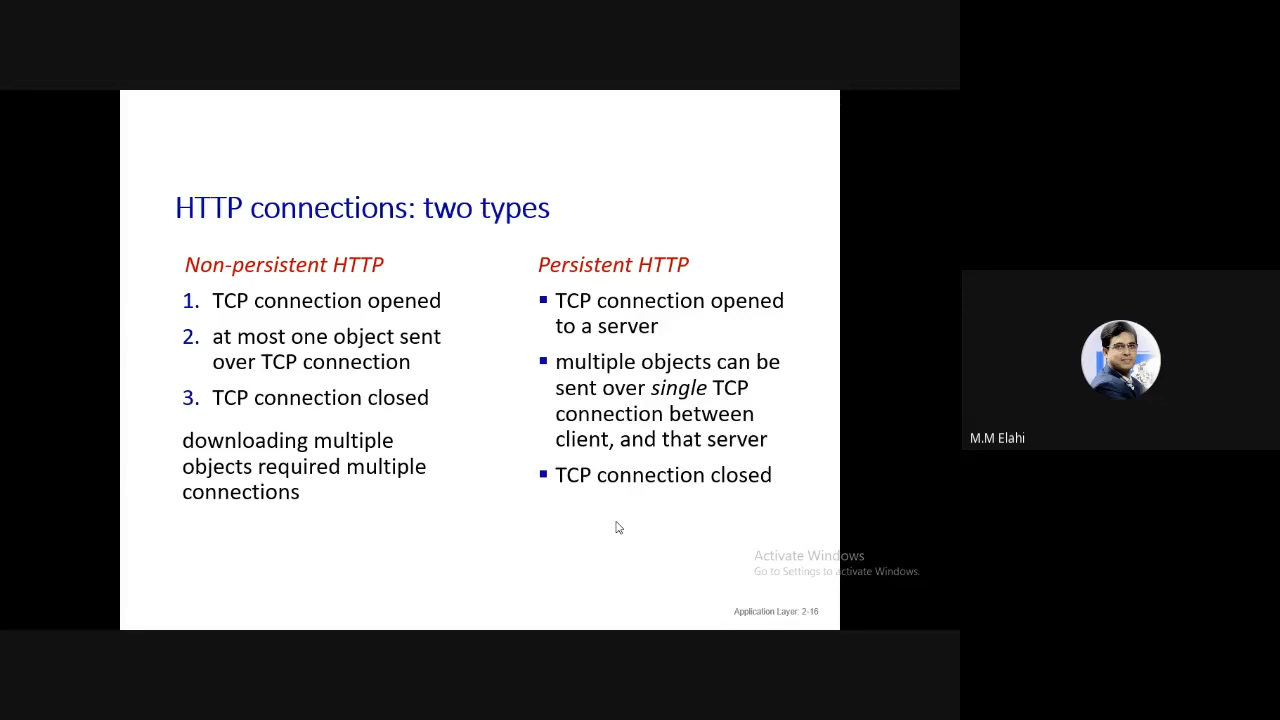 HTTP connections: two types
Non-persistent HTTP
1. TCP connection opened
2. at most one object sent
over TCP connection
3. TCP connection closed
downloading multiple
objects required multiple
connections
Persistent HTTP
▪ TCP connection opened
to a server
▪ multiple objects can be
sent over single TCP
connection between
client, and that server
▪ TCP connection closed
Activate Windows
Go to Settings to activate Windows.
Application Layer: 2-16
M.M Elahi